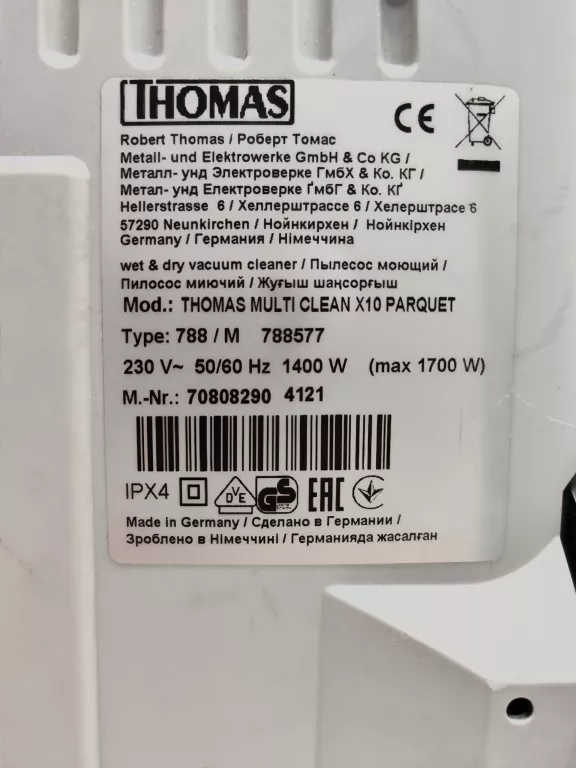 THOMAS
CE
Robert Thomas / Роберт Томас
Metall- und Elektrowerke GmbH & Co KG /
Металл- унд Электроверке ГмбХ & Ко. КГ /
Метал- унд Електроверке ҐмбГ & Ко. КҐ
Hellerstrasse 6 / Хеллерштрассе 6 / Хелерштрасе 6
57290 Neunkirchen / Нойнкирхен / Нойнкірхен
Germany / Германия / Німеччина
wet & dry vacuum cleaner / Пылесос моющий /
Пилосос миючий / Жуғыш шаңсорғыш
Mod.: THOMAS MULTI CLEAN X10 PARQUET
Type: 788 / M 788577
230 V~ 50/60 Hz 1400 W (max 1700 W)
M.-Nr.: 70808290 4121
IPX4 DVE GS EAC
Made in Germany / Сделано в Германии /
Зроблено в Німеччині / Германияда жасалған